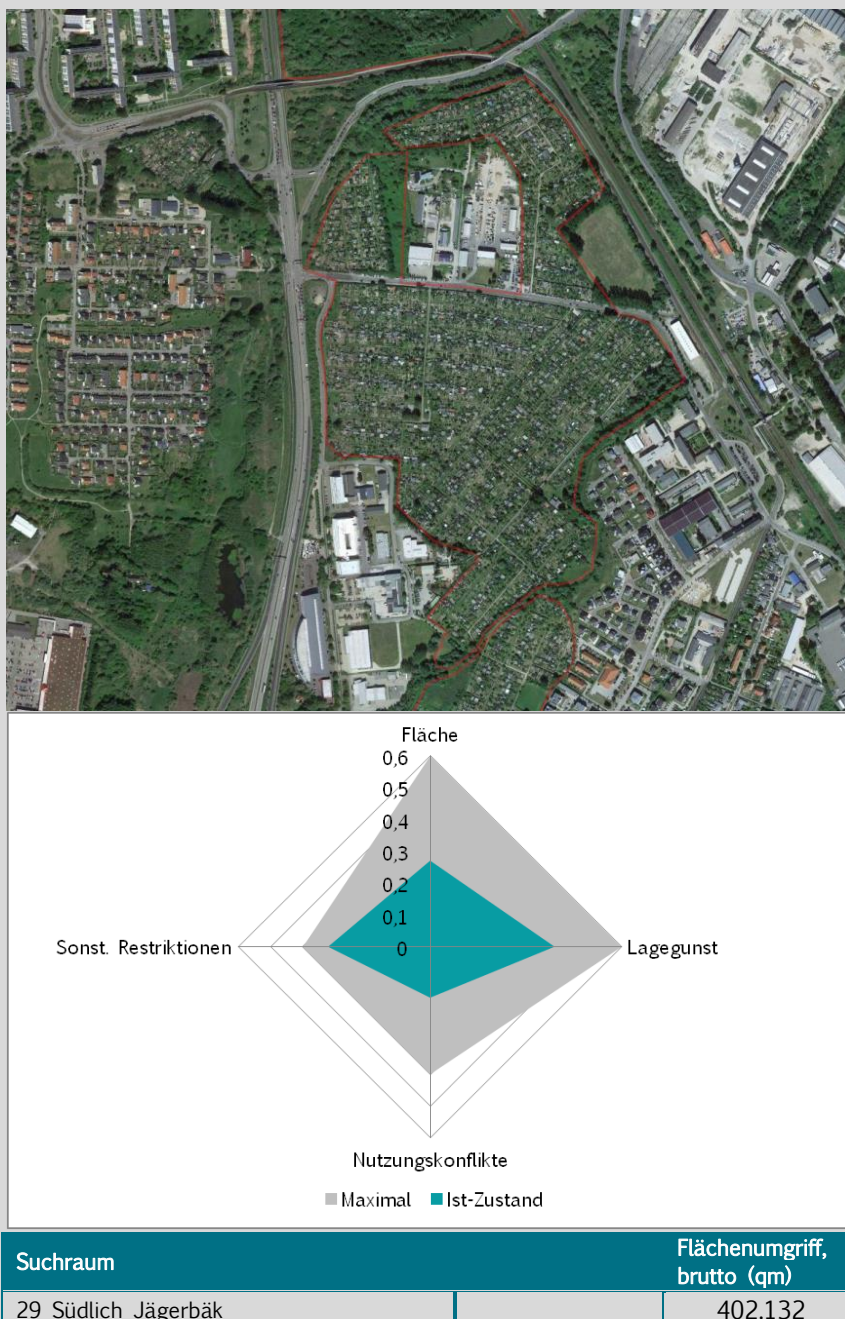 Fläche
0,6
0,5
0,4
0,3
0,2
0,1
0
Sonst. Restriktionen
Lagegunst
Nutzungskonflikte
Maximal Ist-Zustand
Suchraum
Flächenumgriff,
brutto (qm)
29 Südlich Jägerbäk 402.132